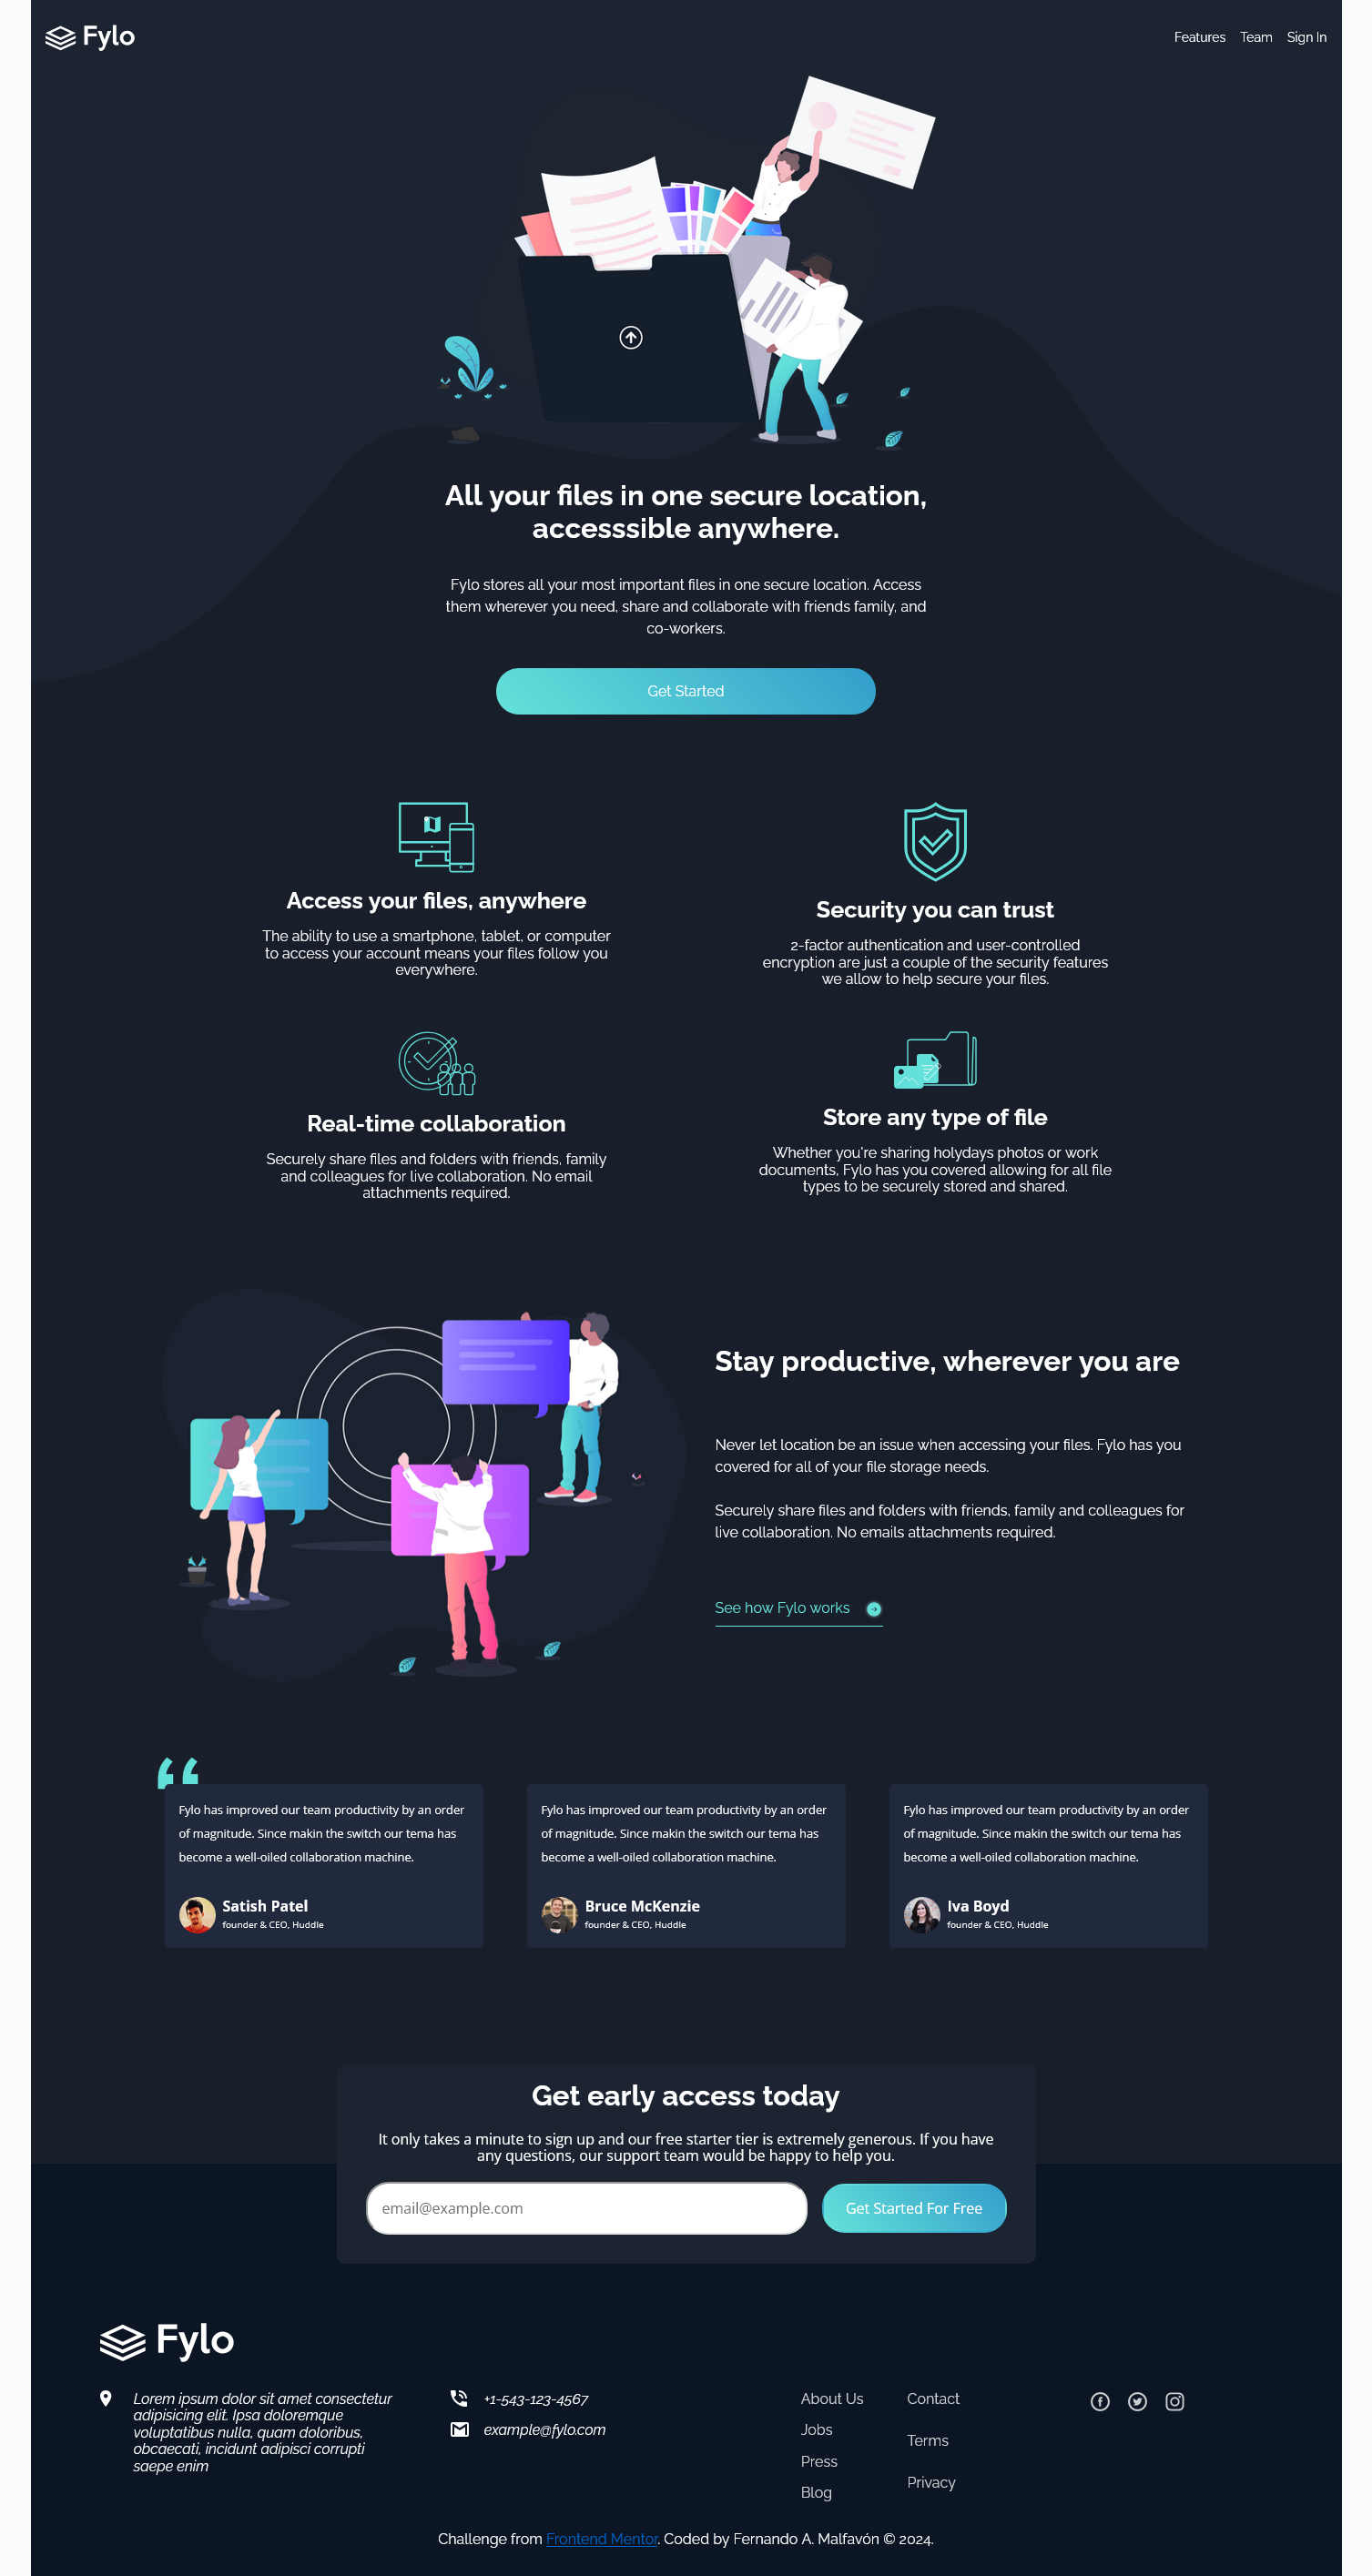 Fylo
Features Team Sign In
All your files in one secure location,
accesssible anywhere.
Fylo stores all your most important files in one secure location. Access
them wherever you need, share and collaborate with friends family, and
co-workers.
Get Started
Access your files, anywhere
The ability to use a smartphone, tablet, or computer
to access your account means your files follow you
everywhere.
Security you can trust
2-factor authentication and user-controlled
encryption are just a couple of the security features
we allow to help secure your files.
Real-time collaboration
Securely share files and folders with friends, family
and colleagues for live collaboration. No email
attachments required.
Store any type of file
Whether you're sharing holydays photos or work
documents, Fylo has you covered allowing for all file
types to be securely stored and shared.
Stay productive, wherever you are
Never let location be an issue when accessing your files. Fylo has you
covered for all of your file storage needs.
Securely share files and folders with friends, family and colleagues for
live collaboration. No emails attachments required.
See how Fylo works
Fylo has improved our team productivity by an order
of magnitude. Since makin the switch our tema has
become a well-oiled collaboration machine.
Satish Patel
founder & CEO, Huddle
Fylo has improved our team productivity by an order
of magnitude. Since makin the switch our tema has
become a well-oiled collaboration machine.
Bruce McKenzie
founder & CEO, Huddle
Fylo has improved our team productivity by an order
of magnitude. Since makin the switch our tema has
become a well-oiled collaboration machine.
Iva Boyd
founder & CEO, Huddle
Get early access today
It only takes a minute to sign up and our free starter tier is extremely generous. If you have
any questions, our support team would be happy to help you.
email@example.com
Get Started For Free
Fylo
Lorem ipsum dolor sit amet consectetur
adipisicing elit. Ipsa doloremque
voluptatibus nulla, quam doloribus,
obcaecati, incidunt adipisci corrupti
saepe enim
+1-543-123-4567
example@fylo.com
About Us
Jobs
Press
Blog
Contact
Terms
Privacy
Challenge from Frontend Mentor. Coded by Fernando A. Malfavón © 2024.